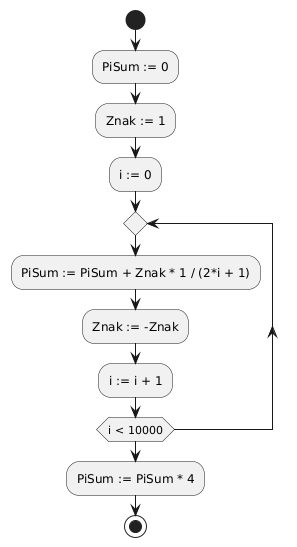 PiSum := 0
Znak := 1
i := 0
PiSum := PiSum + Znak * 1 / (2*i + 1)
Znak := -Znak
i := i + 1
i < 10000
PiSum := PiSum * 4